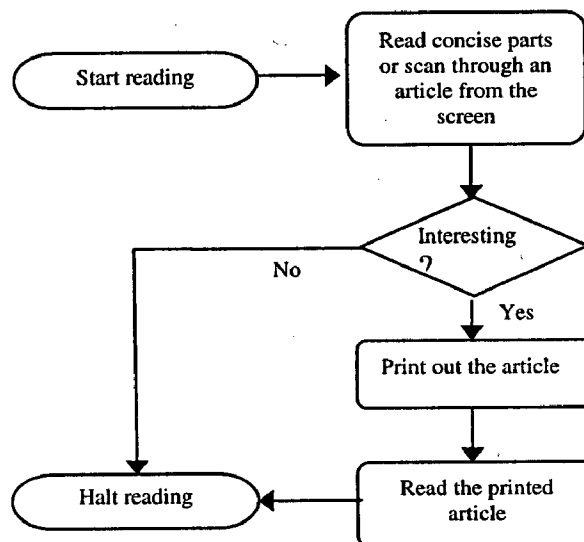 Start reading
Read concise parts
or scan through an
article from the
screen
Interesting
?
No
Yes
Print out the article
Read the printed
article
Halt reading